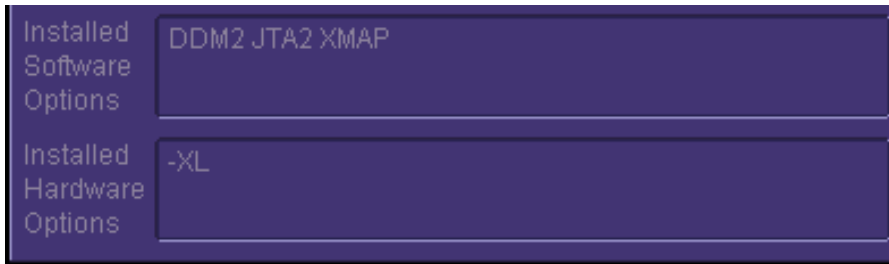 Installed
Software
Options
DDM2 JTA2 XMAP
Installed
Hardware
Options
-XL